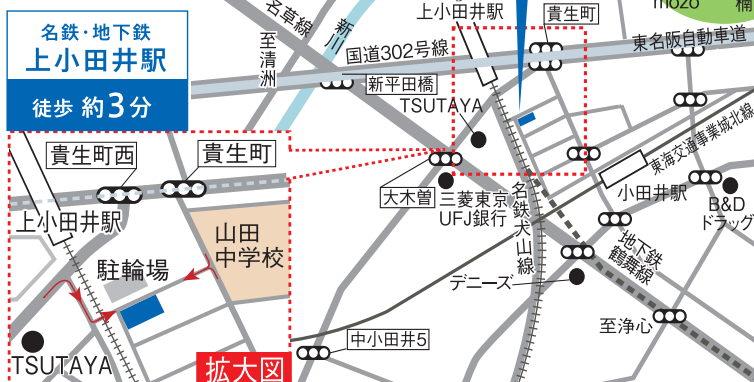 名鉄・地下鉄
上小田井駅
徒歩 約3分
至清洲
名草線
新川
国道302号線
新平田橋
上小田井駅
貴生町
mozo
楠
東名阪自動車道
TSUTAYA
東海交通事業城北線
小田井駅
B&D
ドラッグ
大木曽
三菱東京
UFJ銀行
名鉄犬山線
地下鉄
鶴舞線
デニーズ
至浄心
中小田井5
貴生町西
貴生町
上小田井駅
山田
中学校
駐輪場
TSUTAYA
拡大図